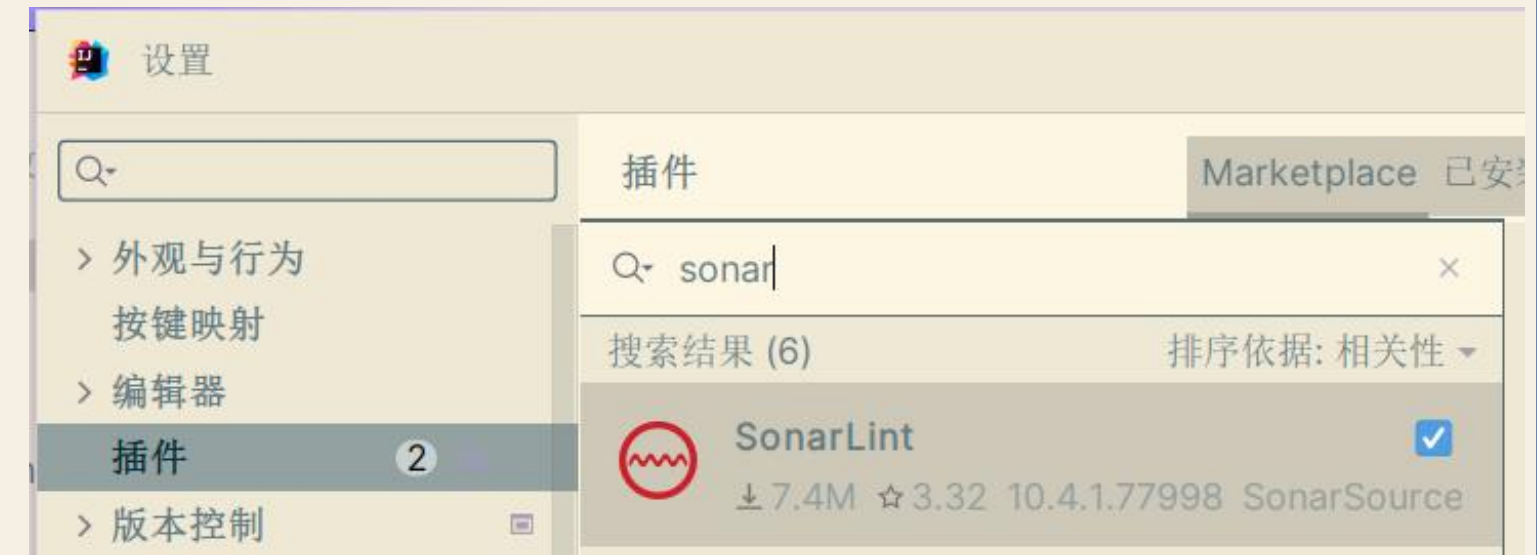 设置
插件 Marketplace 已安
外观与行为
按键映射
编辑器
插件 2
版本控制
sonar
搜索结果 (6) 排序依据: 相关性
SonarLint
7.4M 3.32 10.4.1.77998 SonarSource